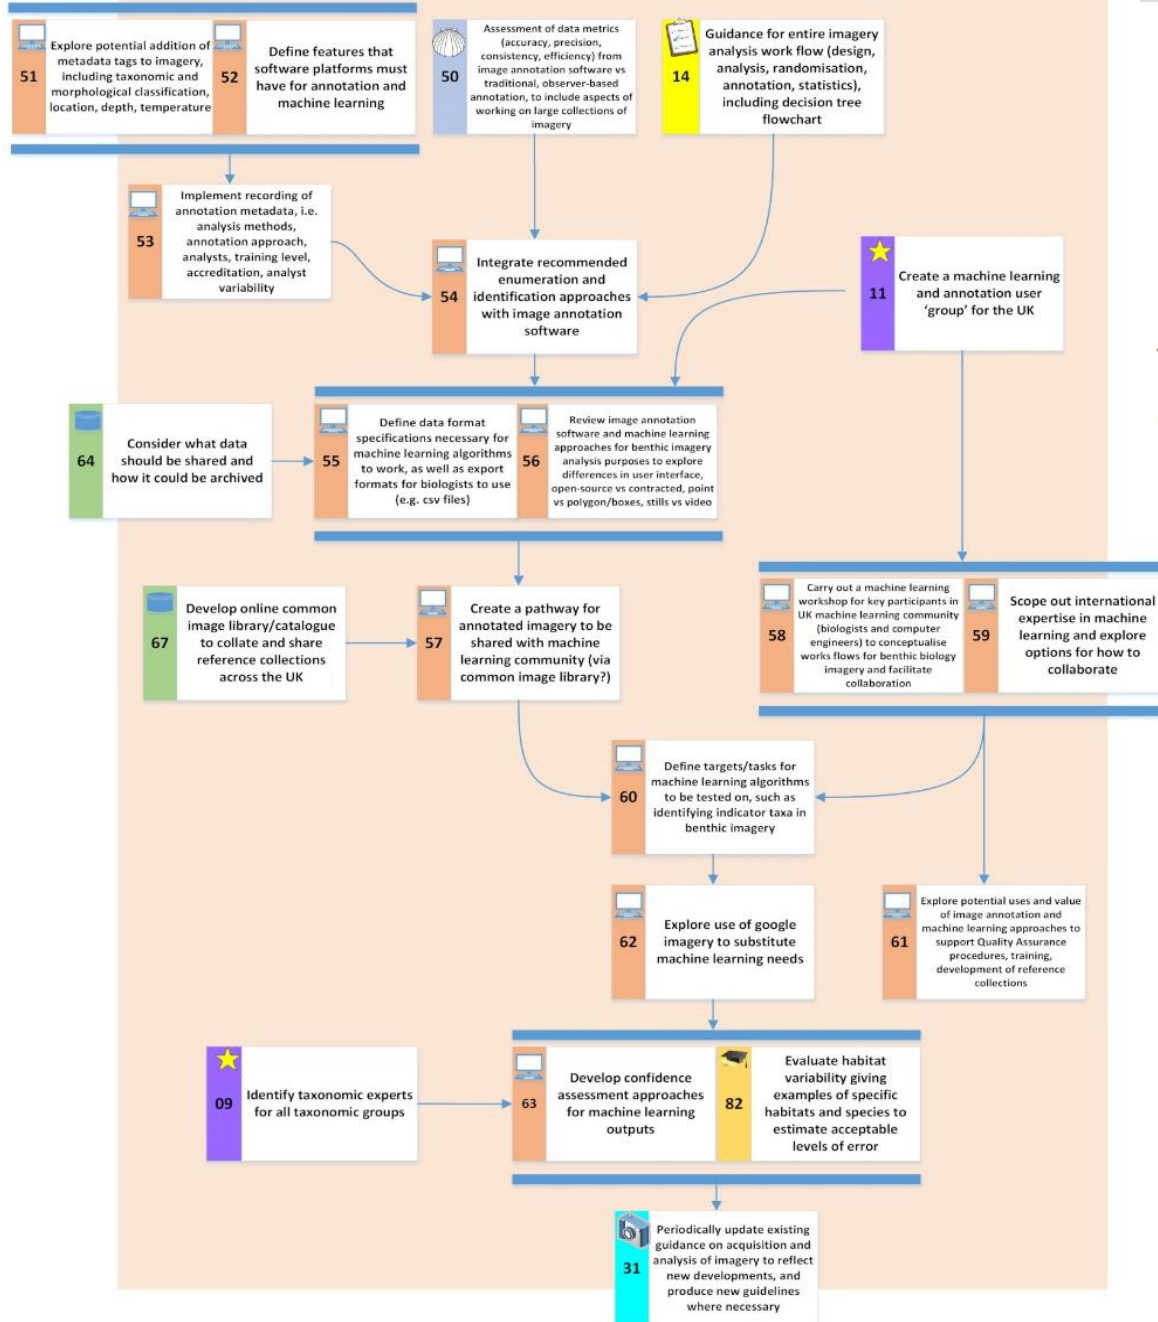 51
Explore potential addition of
metadata tags to imagery,
including taxonomic and
morphological classification,
location, depth, temperature
52
Define features that
software platforms must
have for annotation and
machine learning
50
Assessment of data metrics
(accuracy, precision,
consistency, efficiency) from
image annotation software vs
traditional, observer-based
annotation, to include aspects of
working on large collections of
imagery
14
Guidance for entire imagery
analysis work flow (design,
analysis, randomisation,
annotation, statistics),
including decision tree
flowchart
53
Implement recording of
annotation metadata, i.e.
analysis methods,
annotation approach,
analysts, training level,
accreditation, analyst
variability
54
Integrate recommended
enumeration and
identification approaches
with image annotation
software
11
Create a machine learning
and annotation user
‘group’ for the UK
64
Consider what data
should be shared and
how it could be archived
55
Define data format
specifications necessary for
machine learning algorithms
to work, as well as export
formats for biologists to use
(e.g. csv files)
56
Review image annotation
software and machine learning
approaches for benthic imagery
analysis purposes to explore
differences in user interface,
open-source vs contracted, point
vs polygon/boxes, stills vs video
67
Develop online common
image library/catalogue
to collate and share
reference collections
across the UK
57
Create a pathway for
annotated imagery to be
shared with machine
learning community (via
common image library?)
58
Carry out a machine learning
workshop for key participants in
UK machine learning community
(biologists and computer
engineers) to conceptualise
works flows for benthic biology
imagery and facilitate
collaboration
59
Scope out international
expertise in machine
learning and explore
options for how to
collaborate
60
Define targets/tasks for
machine learning algorithms
to be tested on, such as
identifying indicator taxa in
benthic imagery
62
Explore use of google
imagery to substitute
machine learning needs
61
Explore potential uses and value
of image annotation and
machine learning approaches to
support Quality Assurance
procedures, training,
development of reference
collections
09
Identify taxonomic experts
for all taxonomic groups
63
Develop confidence
assessment approaches
for machine learning
outputs
82
Evaluate habitat
variability giving
examples of specific
habitats and species to
estimate acceptable
levels of error
31
Periodically update existing
guidance on acquisition and
analysis of imagery to reflect
new developments, and
produce new guidelines
where necessary